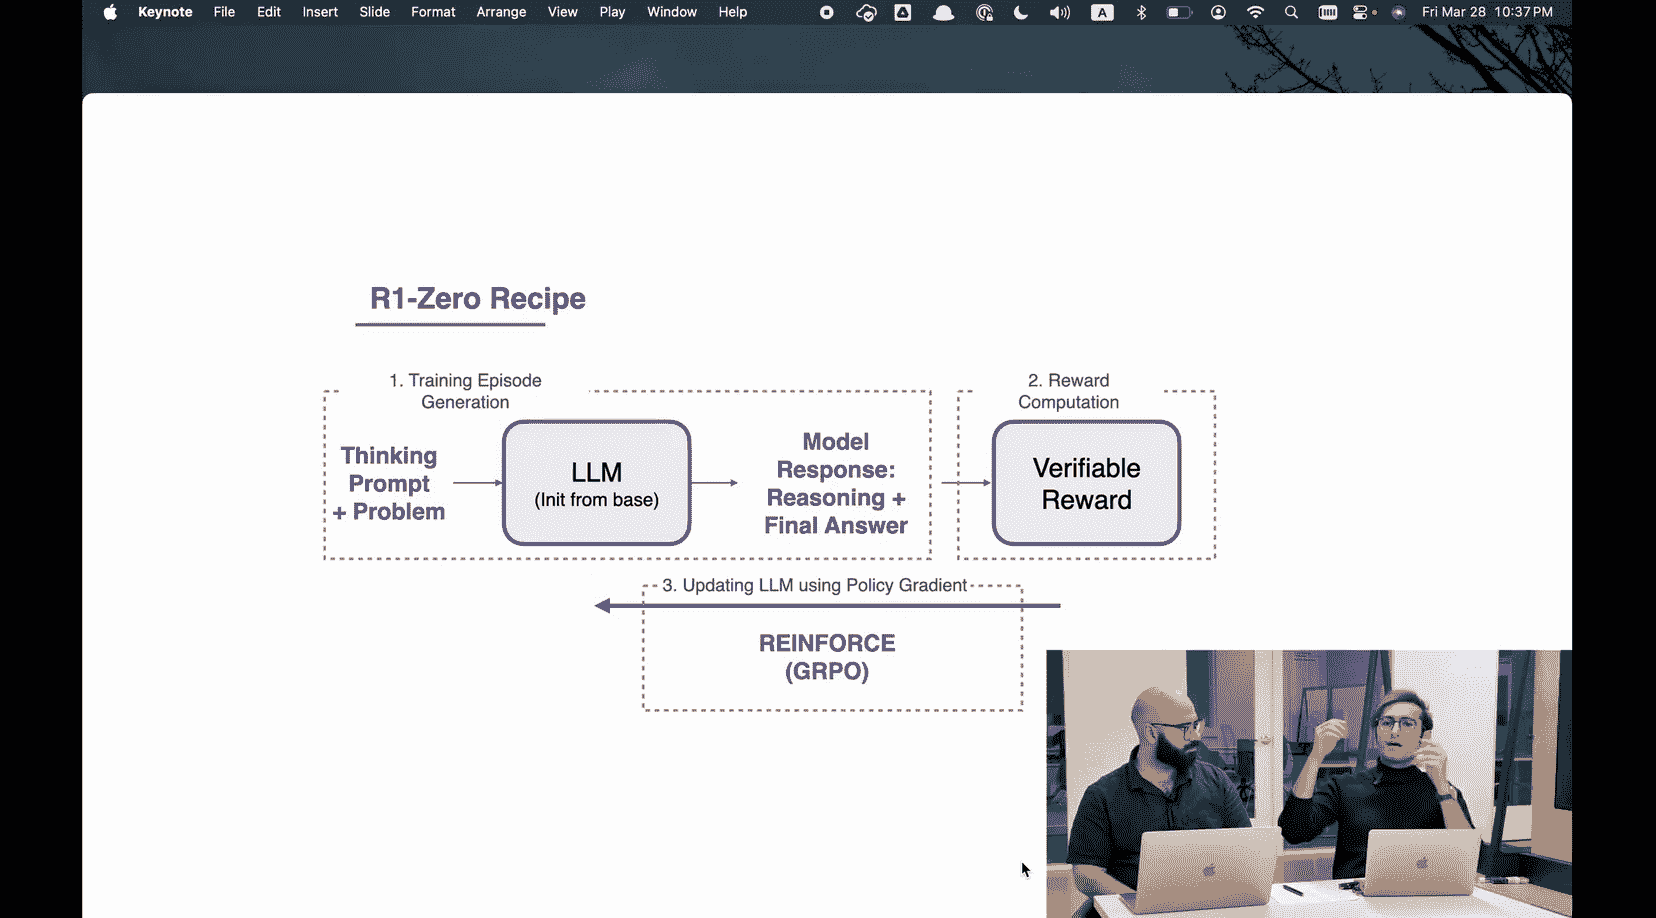 Keynote File Edit Insert Slide Format Arrange View Play Window Help A Fri Mar 28 10:37 PM
R1-Zero Recipe
1. Training Episode
Generation
Thinking
Prompt
+ Problem
LLM
(Init from base)
Model
Response:
Reasoning +
Final Answer
2. Reward
Computation
Verifiable
Reward
3. Updating LLM using Policy Gradient
REINFORCE
(GRPO)